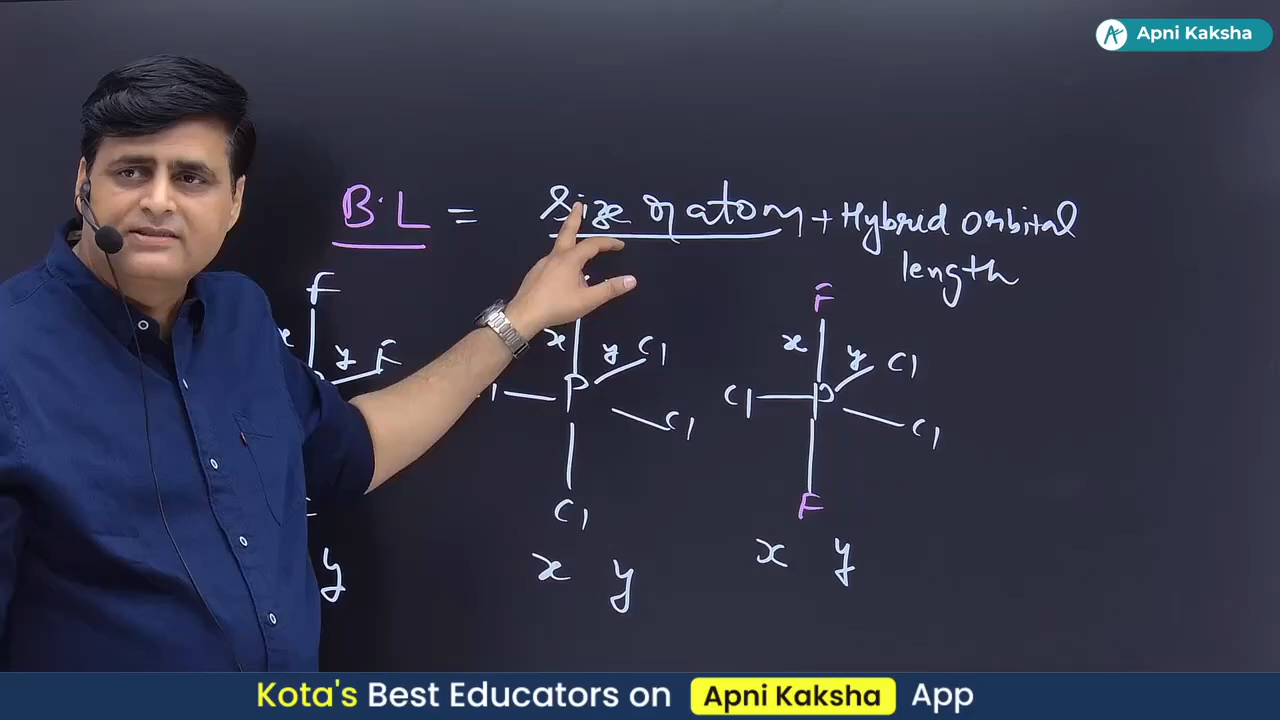 Apni Kaksha
B.L = Size of atom + Hybrid orbital
length
F
F
x
y F
x
y Cl
x
y Cl
P
Cl
P
Cl
Cl
Cl
F
x y
x y
y
Kota's Best Educators on Apni Kaksha App